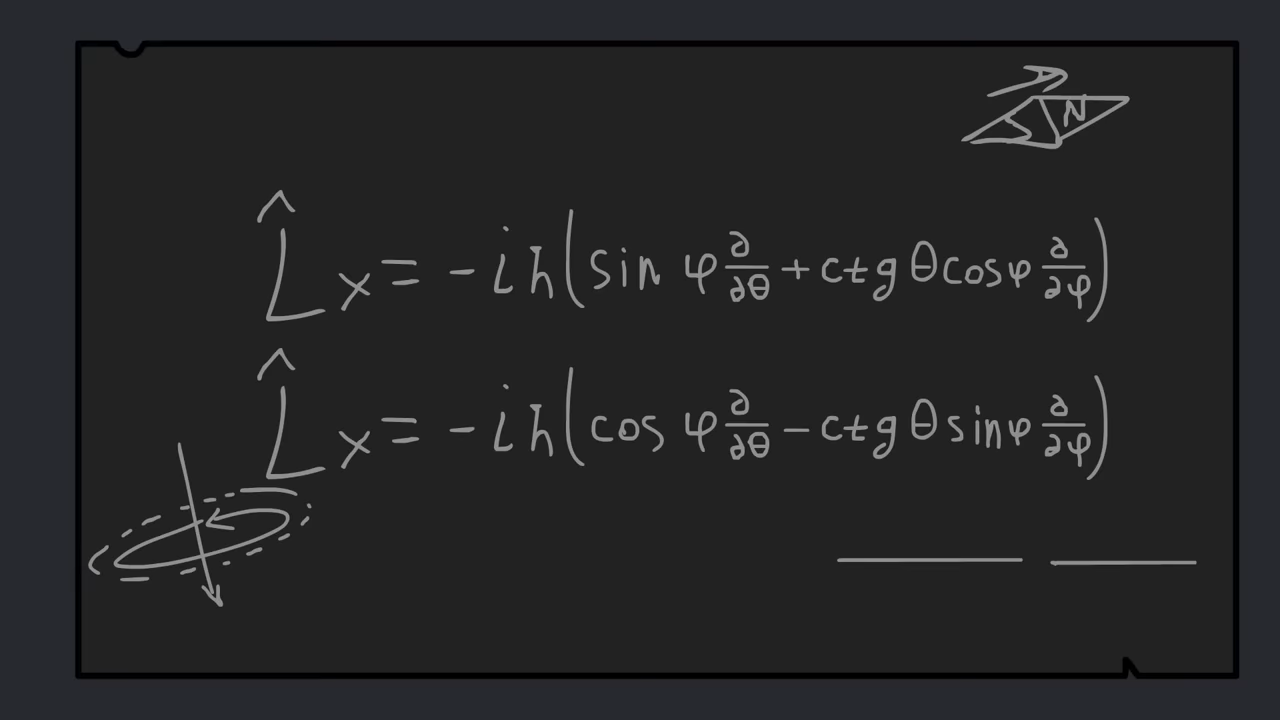 N
L̂x = -iħ(sin φ ∂/∂θ + ctg θ cos φ ∂/∂φ)
L̂x = -iħ(cos φ ∂/∂θ - ctg θ sin φ ∂/∂φ)